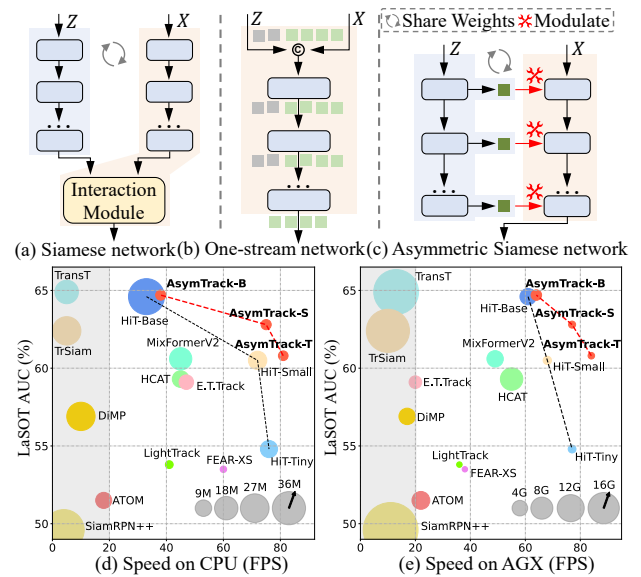 Z X
Interaction
Module
Z X
C
Share Weights Modulate
Z X
(a) Siamese network
(b) One-stream network
(c) Asymmetric Siamese network
LaSOT AUC (%)
65
60
55
50
TransT
AsymTrack-B
HiT-Base
AsymTrack-S
TrSiam
MixFormerV2
AsymTrack-T
HiT-Small
HCAT
E.T.Track
DiMP
LightTrack
FEAR-XS
HiT-Tiny
ATOM
9M 18M 27M 36M
SiamRPN++
0 20 40 60 80
(d) Speed on CPU (FPS)
LaSOT AUC (%)
65
60
55
50
TransT
AsymTrack-B
HiT-Base
AsymTrack-S
TrSiam
MixFormerV2
AsymTrack-T
HiT-Small
E.T.Track
HCAT
DiMP
LightTrack
FEAR-XS
HiT-Tiny
ATOM
4G 8G 12G 16G
SiamRPN++
0 20 40 60 80 100
(e) Speed on AGX (FPS)